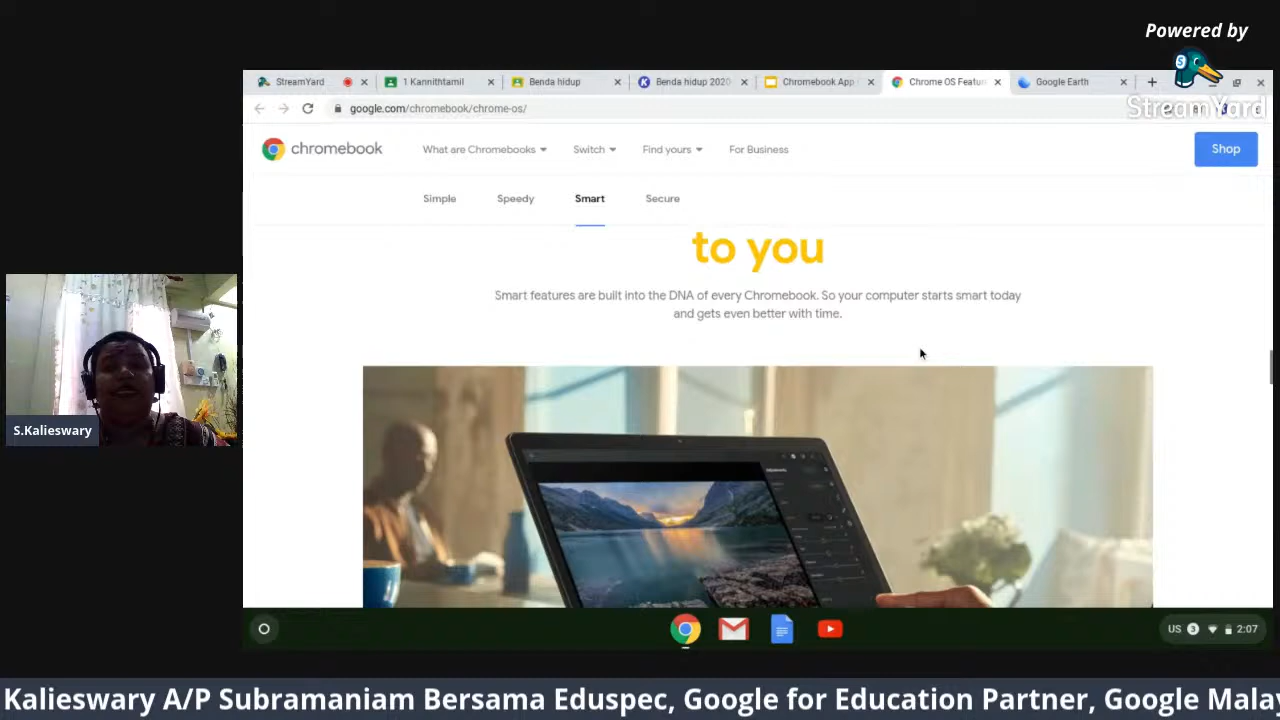 Powered by
StreamYard
StreamYard
1 Kannithtamil
Benda hidup
Benda hidup 2020
Chromebook App
Chrome OS Featu
Google Earth
google.com/chromebook/chrome-os/
chromebook
What are Chromebooks
Switch
Find yours
For Business
Shop
Simple
Speedy
Smart
Secure
to you
Smart features are built into the DNA of every Chromebook. So your computer starts smart today
and gets even better with time.
S.Kalieswary
US 3 2:07
Kalieswary A/P Subramaniam Bersama Eduspec, Google for Education Partner, Google Malay